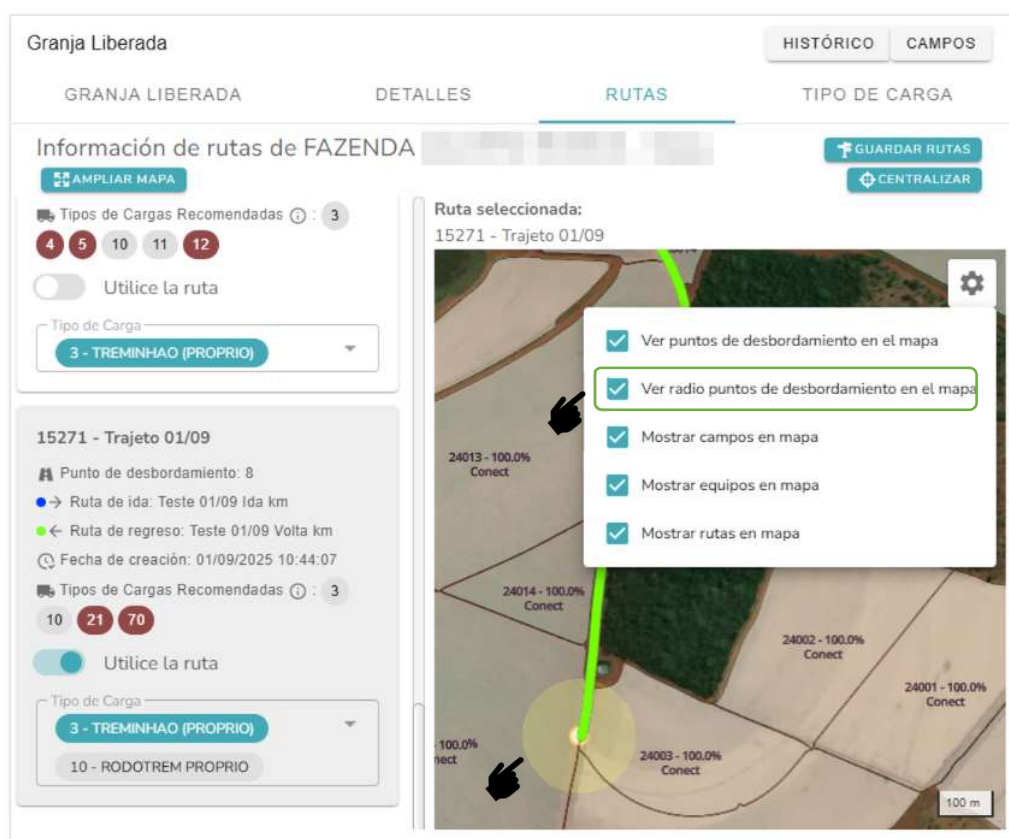 Granja Liberada
HISTÓRICO
CAMPOS
GRANJA LIBERADA
DETALLES
RUTAS
TIPO DE CARGA
Información de rutas de FAZENDA
GUARDAR RUTAS
AMPLIAR MAPA
CENTRALIZAR
Tipos de Cargas Recomendadas : 3
4 5 10 11 12
Utilice la ruta
Tipo de Carga
3 - TREMINHAO (PROPRIO)
15271 - Trajeto 01/09
Punto de desbordamiento: 8
Ruta de ida: Teste 01/09 Ida km
Ruta de regreso: Teste 01/09 Volta km
Fecha de creación: 01/09/2025 10:44:07
Tipos de Cargas Recomendadas : 3
10 21 70
Utilice la ruta
Tipo de Carga
3 - TREMINHAO (PROPRIO)
10 - RODOTREM PROPRIO
Ruta seleccionada:
15271 - Trajeto 01/09
Ver puntos de desbordamiento en el mapa
Ver radio puntos de desbordamiento en el mapa
Mostrar campos en mapa
Mostrar equipos en mapa
Mostrar rutas en mapa
24013 - 100.0%
Conect
24014 - 100.0%
Conect
24002 - 100.0%
Conect
24001 - 100.0%
Conect
24003 - 100.0%
Conect
100.0%
100 m